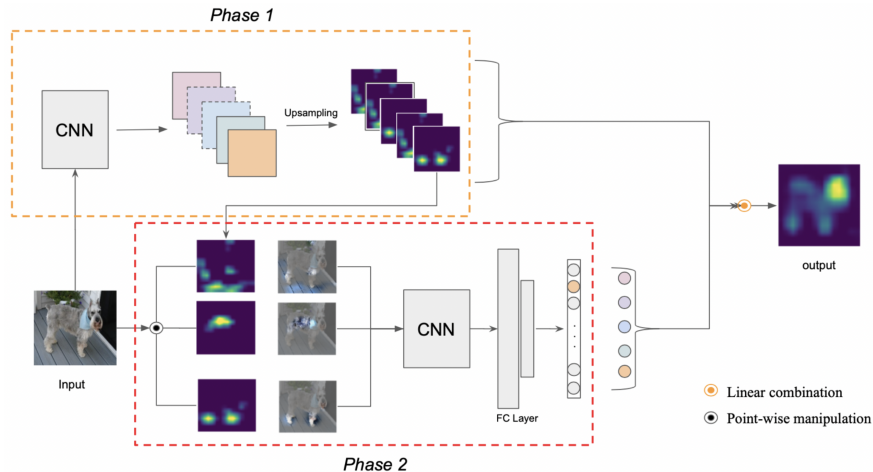 Phase 1
CNN
Upsampling
output
Input
CNN
FC Layer
Linear combination
Point-wise manipulation
Phase 2